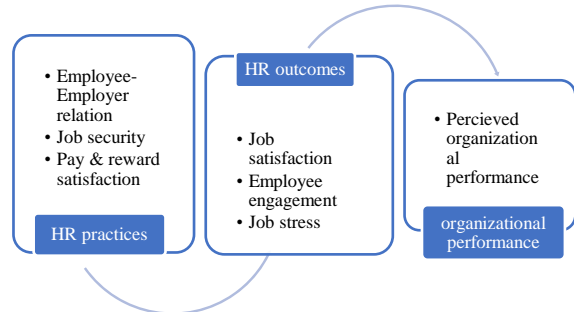 • Employee-
Employer
relation
• Job security
• Pay & reward
satisfaction
HR practices
HR outcomes
• Job
satisfaction
• Employee
engagement
• Job stress
• Percieved
organization
al
performance
organizational
performance